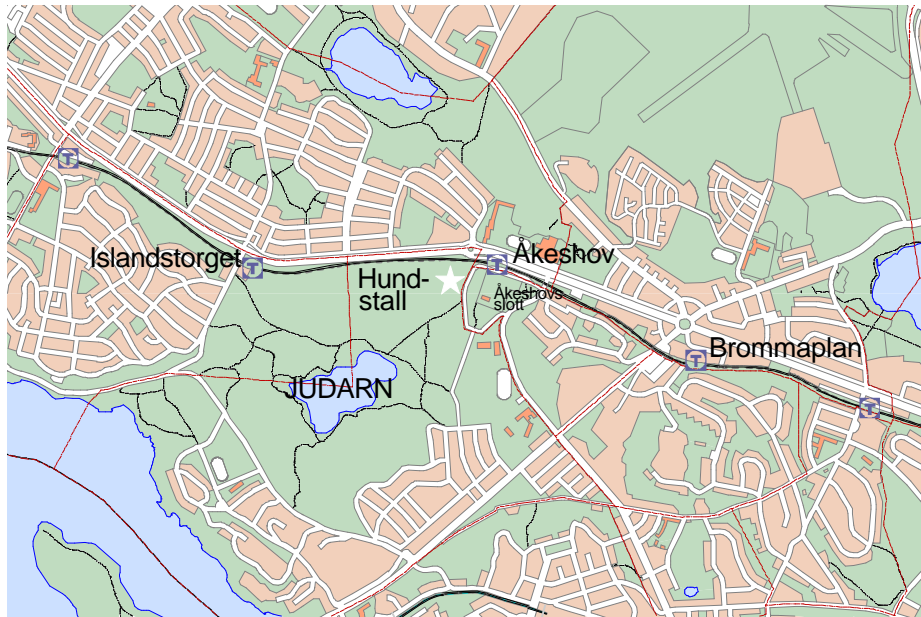 T
Islandstorget
T
Hund-
stall
T
Åkeshov
Åkeshovs
slott
Brommaplan
T
JUDARN
T